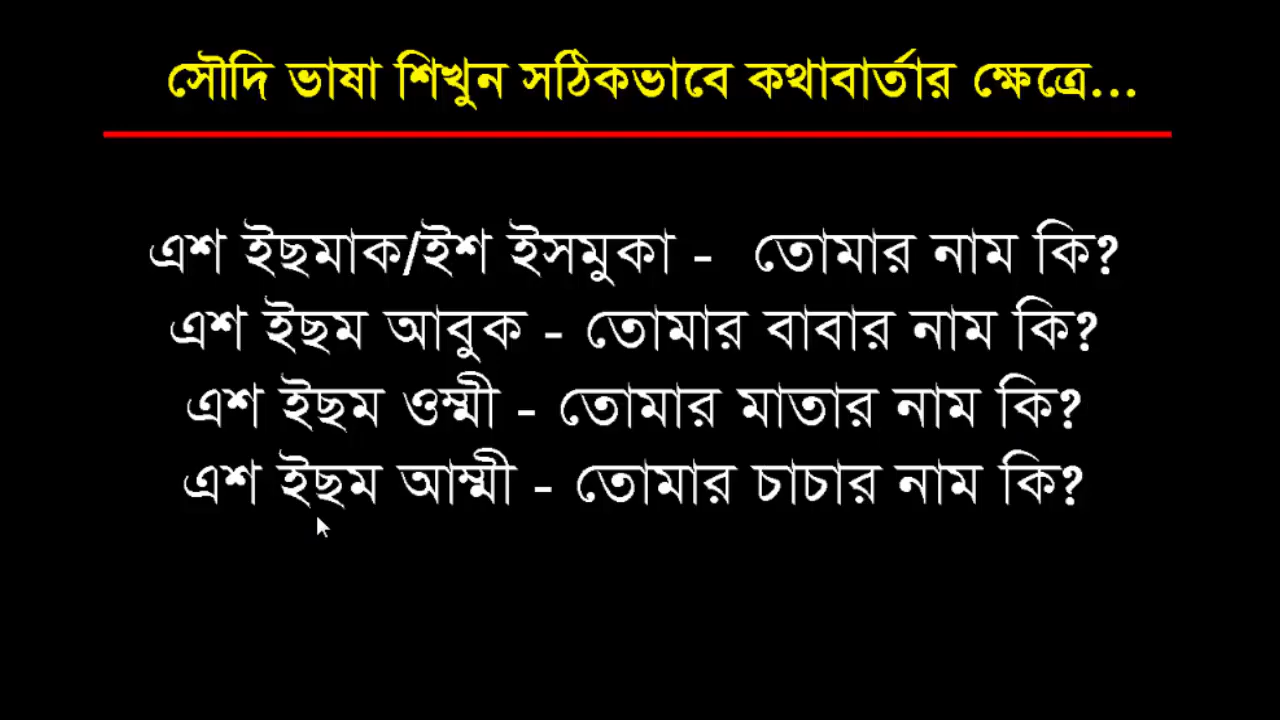 সৌদি ভাষা শিখুন সঠিকভাবে কথাবার্তার ক্ষেত্রে...
এশ ইছমাক/ইশ ইসমুকা - তোমার নাম কি?
এশ ইছম আবুক - তোমার বাবার নাম কি?
এশ ইছম ওম্মী - তোমার মাতার নাম কি?
এশ ইছম আম্মী - তোমার চাচার নাম কি?